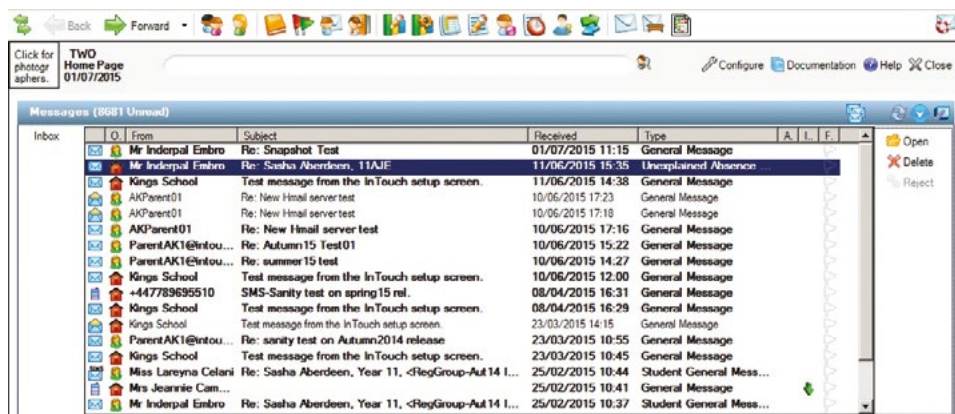 Back Forward
Click for photogr aphers.
TWO
Home Page
01/07/2015
Configure Documentation Help Close
Messages (8681 Unread)
Inbox
O. From Subject Received Type A. I.. F..
Mr Inderpal Embro Re: Snapshot Test 01/07/2015 11:15 General Message
Mr Inderpal Embro Re: Sasha Aberdeen, 11AJE 11/06/2015 15:35 Unexplained Absence ...
Kings School Test message from the InTouch setup screen. 11/06/2015 14:38 General Message
AKParent01 Re: New Hmail server test 10/06/2015 17:23 General Message
AKParent01 Re: New Hmail server test 10/06/2015 17:18 General Message
AKParent01 Re: New Hmail server test 10/06/2015 17:16 General Message
ParentAK1@intou... Re: Autumn15 Test01 10/06/2015 15:22 General Message
ParentAK1@intou... Re: summer15 test 10/06/2015 14:27 General Message
Kings School Test message from the InTouch setup screen. 10/06/2015 12:00 General Message
+447789695510 SMS-Sanity test on spring15 rel. 08/04/2015 16:31 General Message
Kings School Test message from the InTouch setup screen. 08/04/2015 16:29 General Message
Kings School Test message from the InTouch setup screen. 23/03/2015 14:15 General Message
ParentAK1@intou... Re: sanity test on Autumn2014 release 23/03/2015 10:55 General Message
Kings School Test message from the InTouch setup screen. 23/03/2015 10:45 General Message
Miss Lareyna Celani Re: Sasha Aberdeen, Year 11, <RegGroup-Aut14 I... 25/02/2015 10:44 Student General Mess...
Mrs Jeannie Cam... 25/02/2015 10:41 General Message
Mr Inderpal Embro Re: Sasha Aberdeen, Year 11, <RegGroup-Aut14 I... 25/02/2015 10:37 Student General Mess...
Open
Delete
Reject